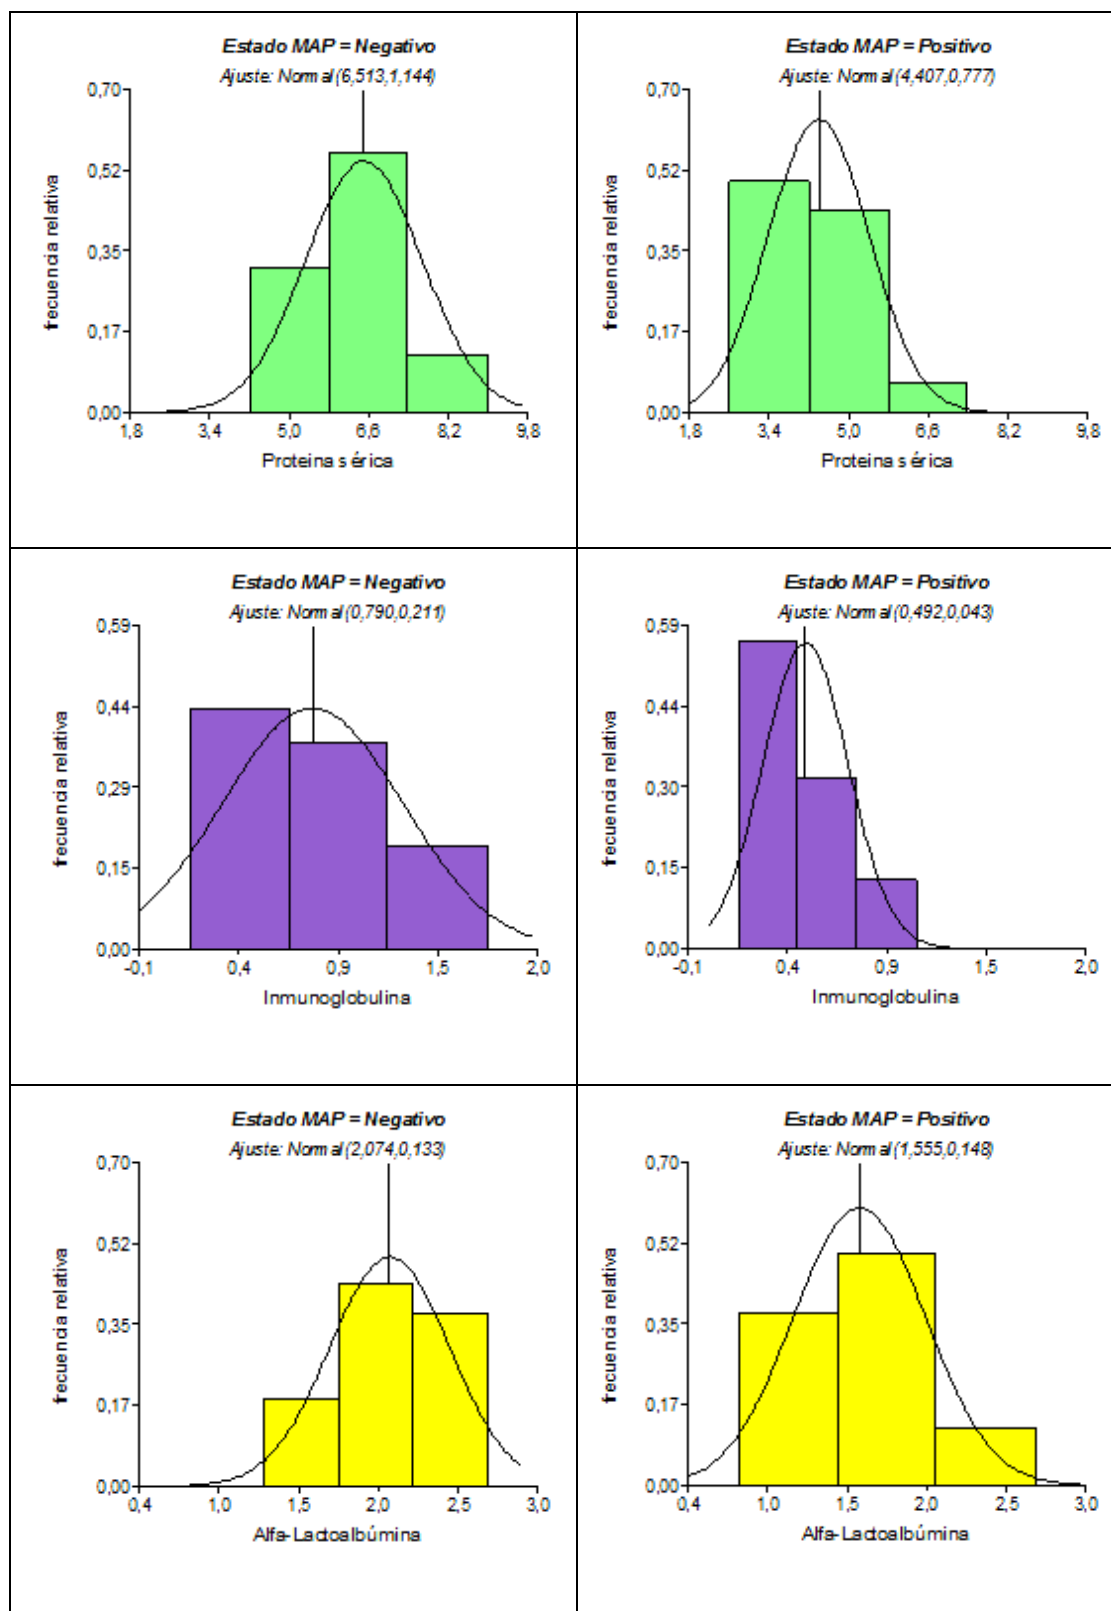 Estado MAP = Negativo
Ajuste: Normal(6,513,1,144)
0,70
0,52
0,35
0,17
0,00
frecuencia relativa
1,8 3,4 5,0 6,6 8,2 9,8
Proteina sérica
Estado MAP = Positivo
Ajuste: Normal(4,407,0,777)
0,70
0,52
0,35
0,17
0,00
frecuencia relativa
1,8 3,4 5,0 6,6 8,2 9,8
Proteina sérica
Estado MAP = Negativo
Ajuste: Normal(0,790,0,211)
0,59
0,44
0,29
0,15
0,00
frecuencia relativa
-0,1 0,4 0,9 1,5 2,0
Inmunoglobulina
Estado MAP = Positivo
Ajuste: Normal(0,492,0,043)
0,59
0,44
0,30
0,15
0,00
frecuencia relativa
-0,1 0,4 0,9 1,5 2,0
Inmunoglobulina
Estado MAP = Negativo
Ajuste: Normal(2,074,0,133)
0,70
0,52
0,35
0,17
0,00
frecuencia relativa
0,4 1,0 1,5 2,0 2,5 3,0
Alfa-Lactoalbúmina
Estado MAP = Positivo
Ajuste: Normal(1,555,0,148)
0,70
0,52
0,35
0,17
0,00
frecuencia relativa
0,4 1,0 1,5 2,0 2,5 3,0
Alfa-Lactoalbúmina